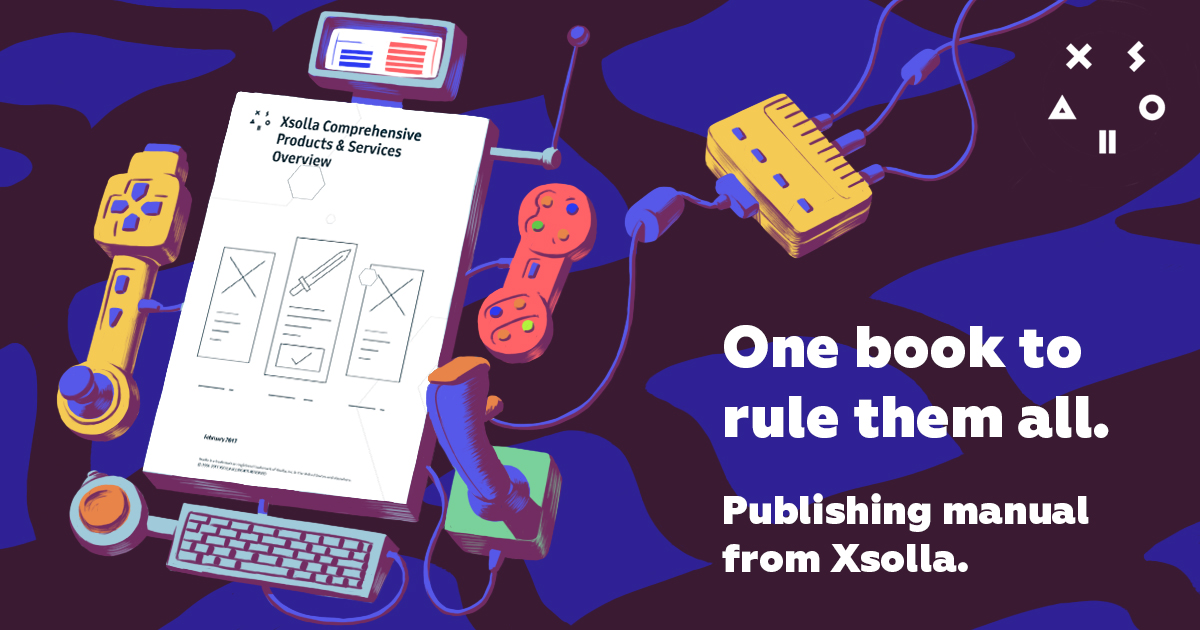 Xsolla Comprehensive
Products & Services
Overview
February 2017
One book to
rule them all.
Publishing manual
from Xsolla.